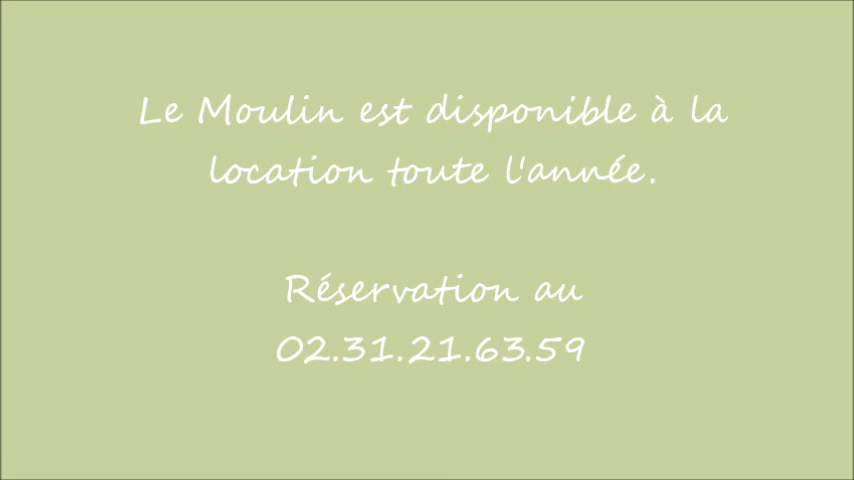 Le Moulin est disponible à la
location toute l'année.
Réservation au
02.31.21.63.59